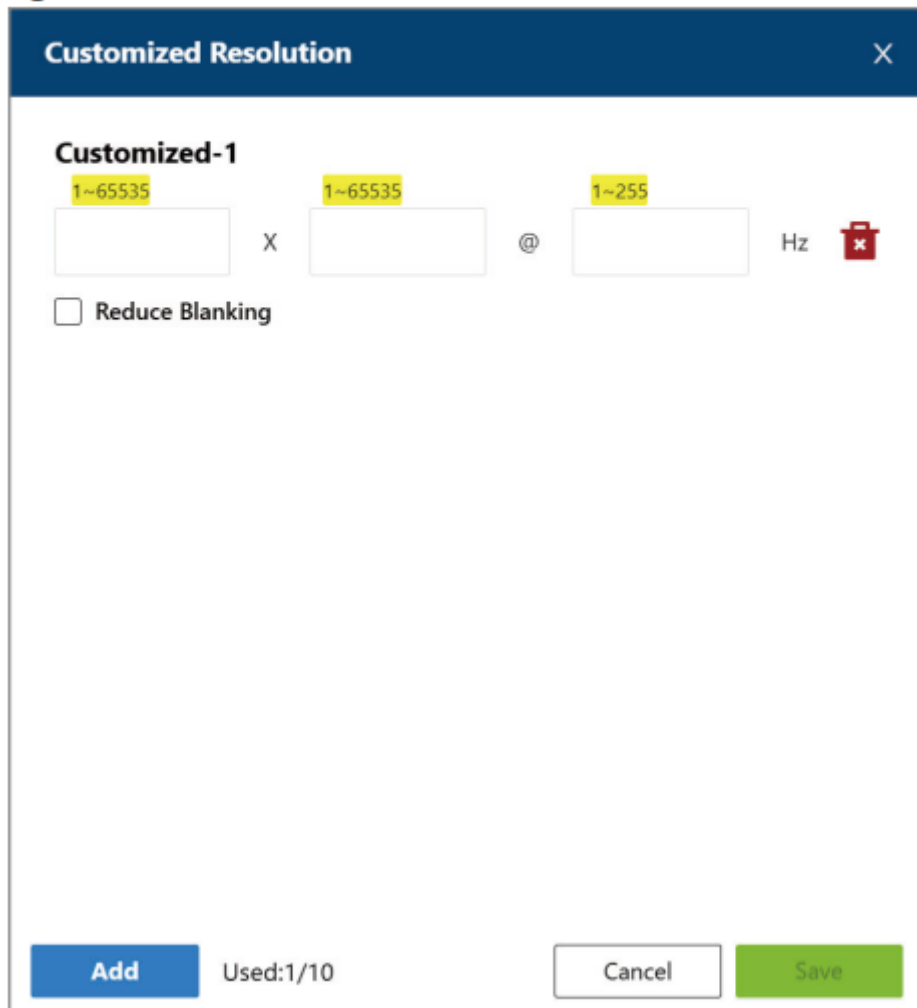 Customized Resolution X
Customized-1
1~65535 1~65535 1~255
X @ Hz
Reduce Blanking
Add Used:1/10 Cancel Save